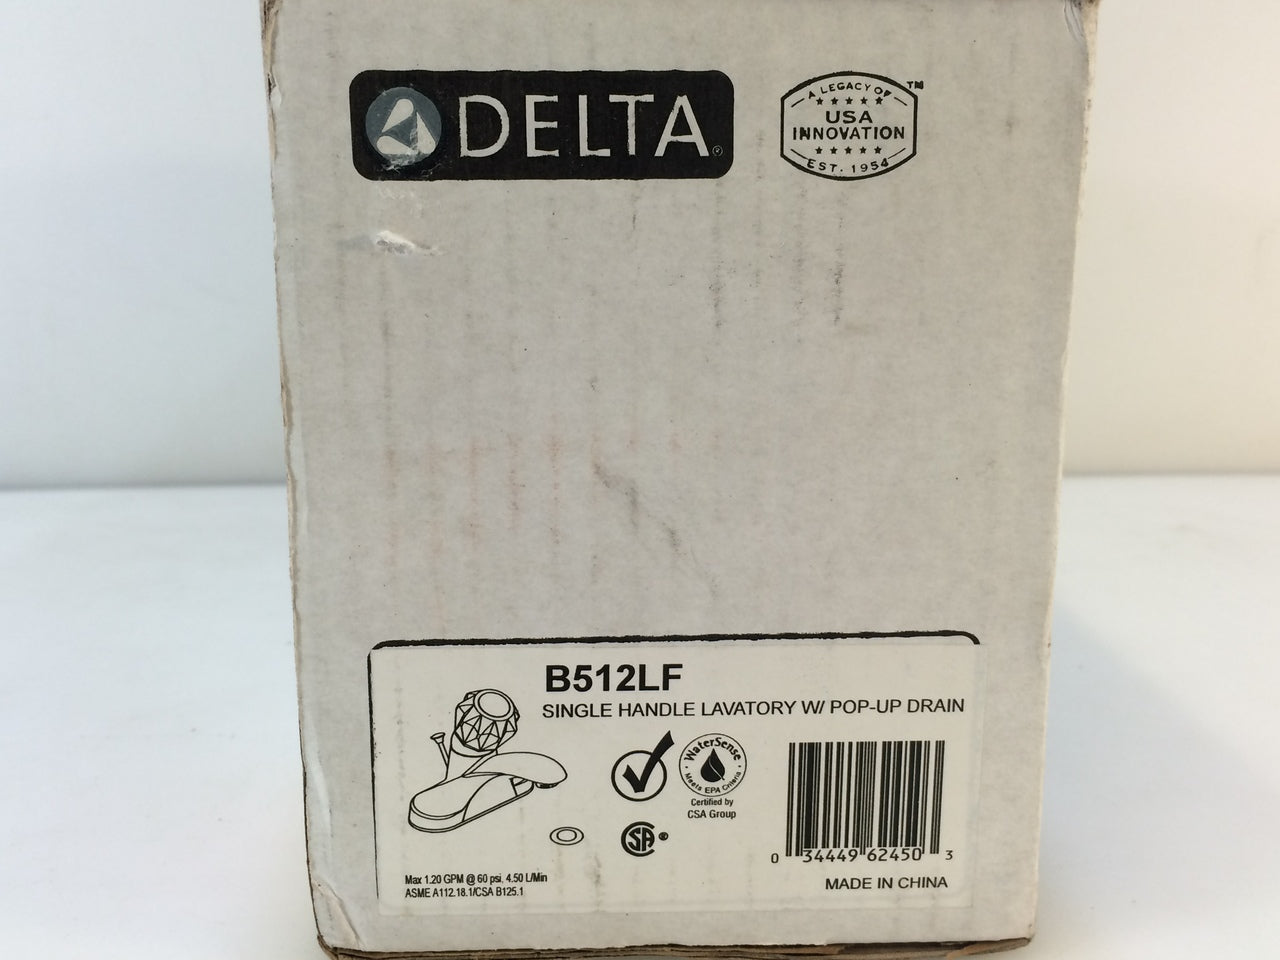 DELTA®
A LEGACY OF ™
USA
INNOVATION
EST. 1954
B512LF
SINGLE HANDLE LAVATORY W/ POP-UP DRAIN
WaterSense
Meets EPA Criteria
Certified by
CSA Group
SA ®
0 34449 62450 3
Max 1.20 GPM @ 60 psi, 4.50 L/Min
ASME A112.18.1/CSA B125.1
MADE IN CHINA